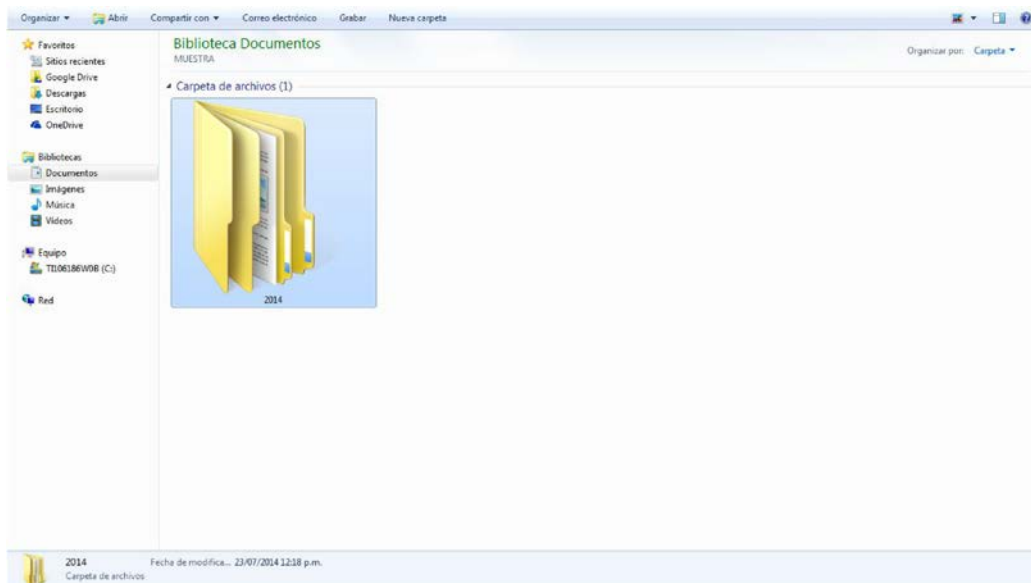 Organizar Abrir Compartir con Correo electrónico Grabar Nueva carpeta
Favoritos
Sitios recientes
Google Drive
Descargas
Escritorio
OneDrive
Bibliotecas
Documentos
Imágenes
Música
Vídeos
Equipo
TI106186W0B (C:)
Red
Biblioteca Documentos
MUESTRA
Organizar por: Carpeta
Carpeta de archivos (1)
2014
2014 Fecha de modifica... 23/07/2014 12:18 p.m.
Carpeta de archivos